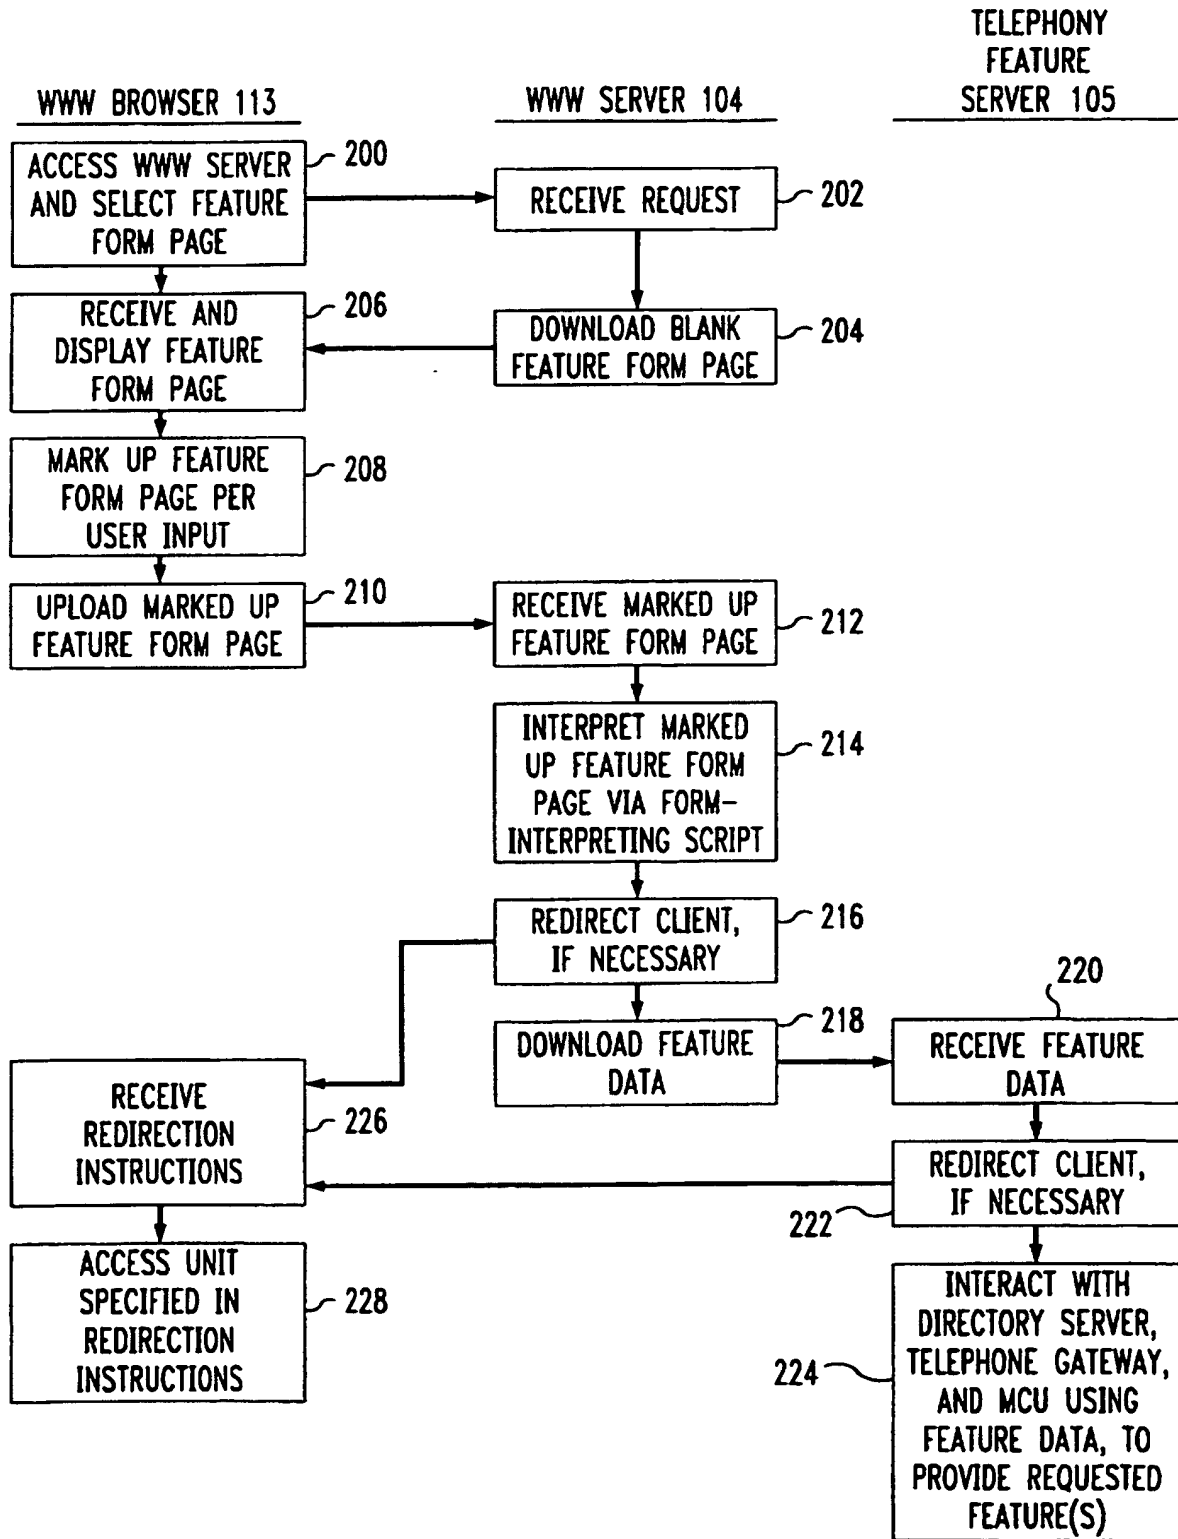 WWW BROWSER 113
WWW SERVER 104
TELEPHONY
FEATURE
SERVER 105
ACCESS WWW SERVER
AND SELECT FEATURE
FORM PAGE
200
RECEIVE REQUEST
202
RECEIVE AND
DISPLAY FEATURE
FORM PAGE
206
DOWNLOAD BLANK
FEATURE FORM PAGE
204
MARK UP FEATURE
FORM PAGE PER
USER INPUT
208
UPLOAD MARKED UP
FEATURE FORM PAGE
210
RECEIVE MARKED UP
FEATURE FORM PAGE
212
INTERPRET MARKED
UP FEATURE FORM
PAGE VIA FORM-
INTERPRETING SCRIPT
214
REDIRECT CLIENT,
IF NECESSARY
216
DOWNLOAD FEATURE
DATA
218
220
RECEIVE FEATURE
DATA
RECEIVE
REDIRECTION
INSTRUCTIONS
226
REDIRECT CLIENT,
IF NECESSARY
222
ACCESS UNIT
SPECIFIED IN
REDIRECTION
INSTRUCTIONS
228
INTERACT WITH
DIRECTORY SERVER,
TELEPHONE GATEWAY,
AND MCU USING
FEATURE DATA, TO
PROVIDE REQUESTED
FEATURE(S)
224